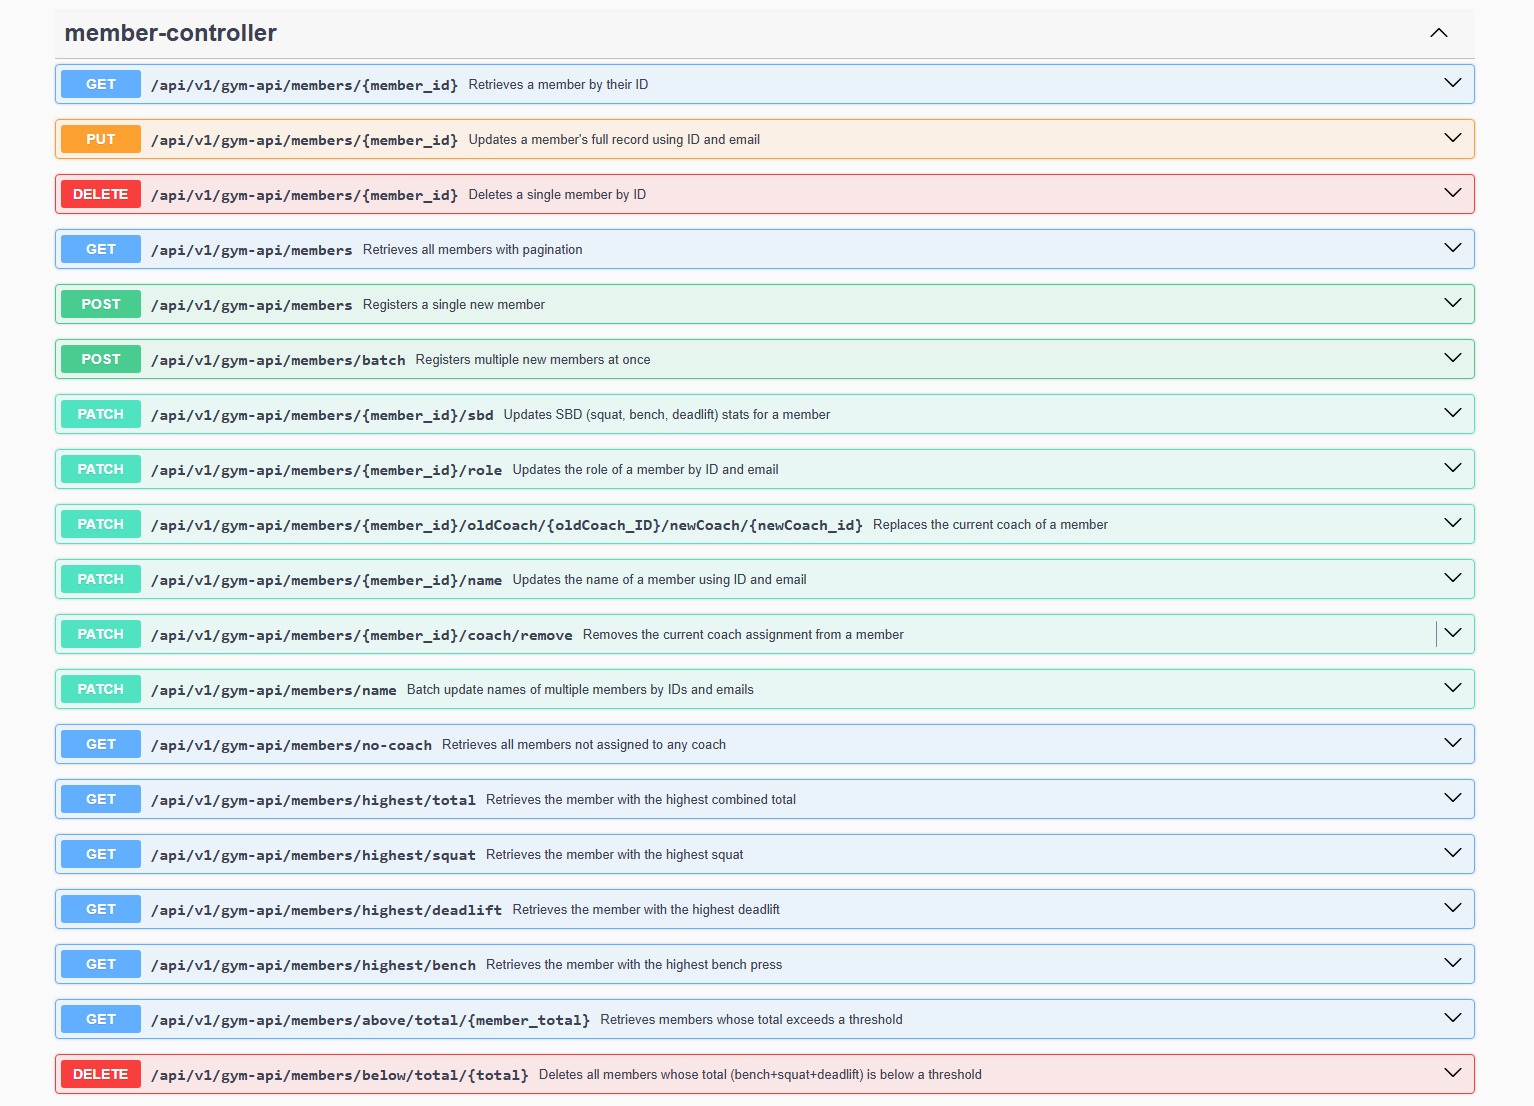 member-controller
GET /api/v1/gym-api/members/{member_id} Retrieves a member by their ID
PUT /api/v1/gym-api/members/{member_id} Updates a member's full record using ID and email
DELETE /api/v1/gym-api/members/{member_id} Deletes a single member by ID
GET /api/v1/gym-api/members Retrieves all members with pagination
POST /api/v1/gym-api/members Registers a single new member
POST /api/v1/gym-api/members/batch Registers multiple new members at once
PATCH /api/v1/gym-api/members/{member_id}/sbd Updates SBD (squat, bench, deadlift) stats for a member
PATCH /api/v1/gym-api/members/{member_id}/role Updates the role of a member by ID and email
PATCH /api/v1/gym-api/members/{member_id}/oldCoach/{oldCoach_ID}/newCoach/{newCoach_id} Replaces the current coach of a member
PATCH /api/v1/gym-api/members/{member_id}/name Updates the name of a member using ID and email
PATCH /api/v1/gym-api/members/{member_id}/coach/remove Removes the current coach assignment from a member
PATCH /api/v1/gym-api/members/name Batch update names of multiple members by IDs and emails
GET /api/v1/gym-api/members/no-coach Retrieves all members not assigned to any coach
GET /api/v1/gym-api/members/highest/total Retrieves the member with the highest combined total
GET /api/v1/gym-api/members/highest/squat Retrieves the member with the highest squat
GET /api/v1/gym-api/members/highest/deadlift Retrieves the member with the highest deadlift
GET /api/v1/gym-api/members/highest/bench Retrieves the member with the highest bench press
GET /api/v1/gym-api/members/above/total/{member_total} Retrieves members whose total exceeds a threshold
DELETE /api/v1/gym-api/members/below/total/{total} Deletes all members whose total (bench+squat+deadlift) is below a threshold